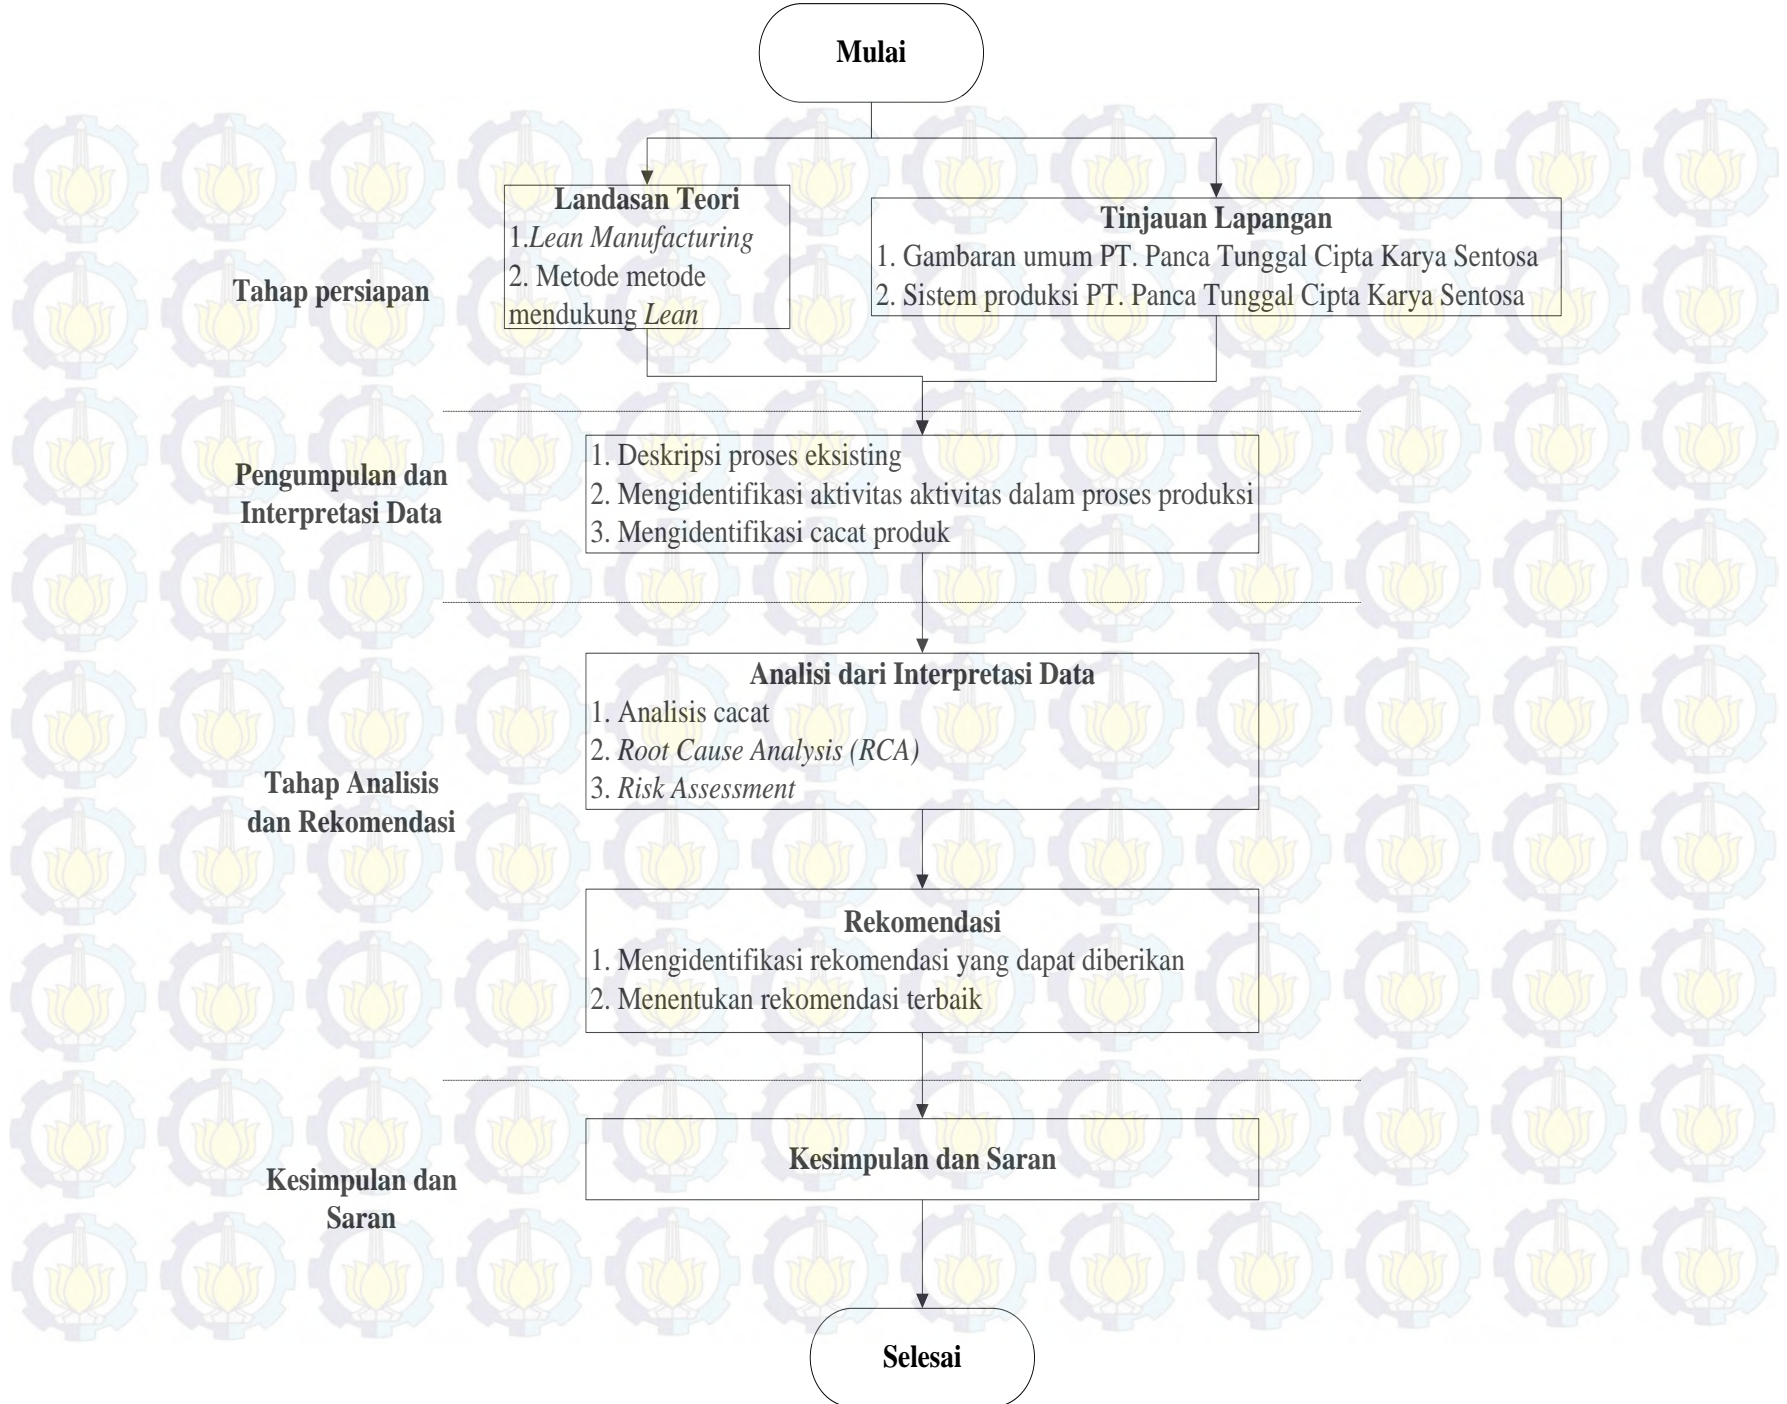 Mulai
Landasan Teori
1.Lean Manufacturing
2. Metode metode
mendukung Lean
Tinjauan Lapangan
1. Gambaran umum PT. Panca Tunggal Cipta Karya Sentosa
2. Sistem produksi PT. Panca Tunggal Cipta Karya Sentosa
Tahap persiapan
Pengumpulan dan
Interpretasi Data
1. Deskripsi proses eksisting
2. Mengidentifikasi aktivitas aktivitas dalam proses produksi
3. Mengidentifikasi cacat produk
Analisi dari Interpretasi Data
1. Analisis cacat
2. Root Cause Analysis (RCA)
3. Risk Assessment
Tahap Analisis
dan Rekomendasi
Rekomendasi
1. Mengidentifikasi rekomendasi yang dapat diberikan
2. Menentukan rekomendasi terbaik
Kesimpulan dan Saran
Kesimpulan dan
Saran
Selesai